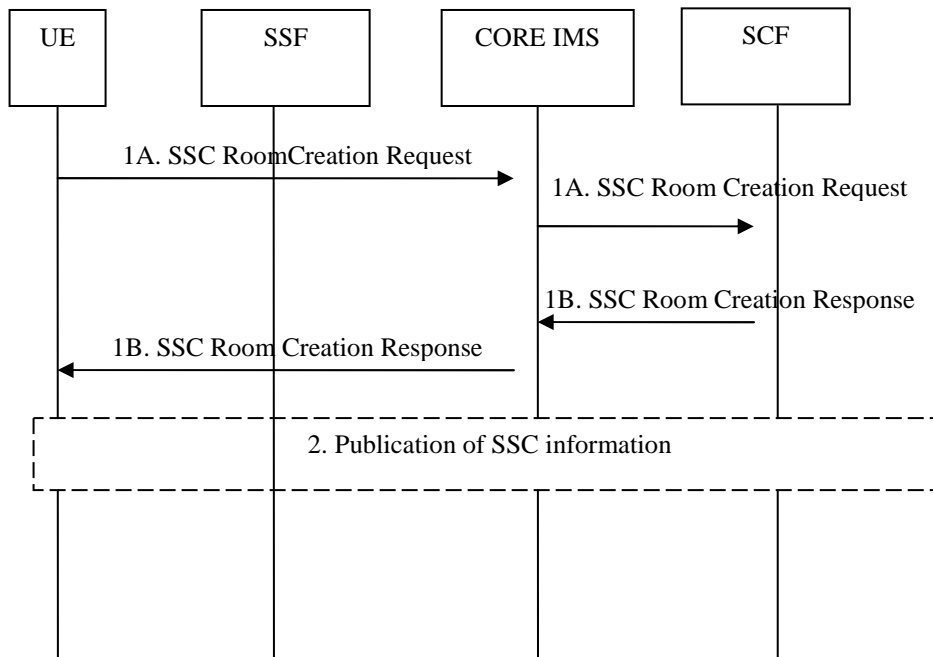 UE
SSF
CORE IMS
SCF
1A. SSC RoomCreation Request
1A. SSC Room Creation Request
1B. SSC Room Creation Response
1B. SSC Room Creation Response
2. Publication of SSC information